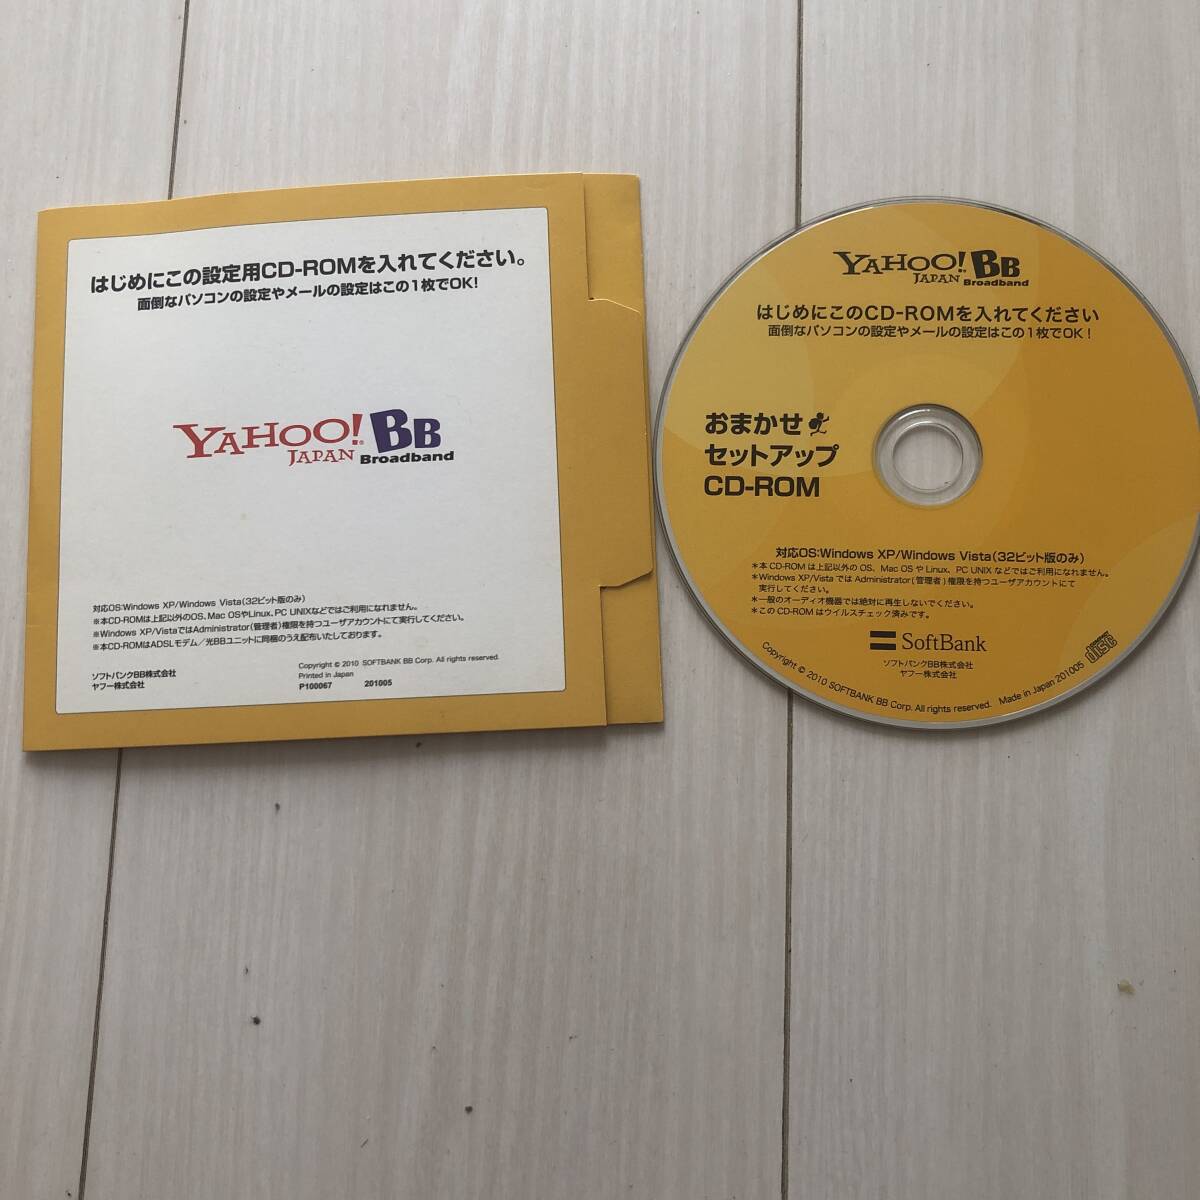 はじめにこの設定用CD-ROMを入れてください。
面倒なパソコンの設定やメールの設定はこの1枚でOK!
YAHOO! BB
JAPAN Broadband
対応OS:Windows XP/Windows Vista(32ビット版のみ)
※本CD-ROMは上記以外のOS、Mac OSやLinux、PC UNIXなどではご利用になれません。
※Windows XP/VistaではAdministrator(管理者)権限を持つユーザアカウントにて実行してください。
※本CD-ROMはADSLモデム／光BBユニットに同梱のうえ配布いたしております。
ソフトバンクBB株式会社
ヤフー株式会社
Copyright © 2010 SOFTBANK BB Corp. All rights reserved.
Printed in Japan
P100067 201005
YAHOO! BB
JAPAN Broadband
はじめにこのCD-ROMを入れてください
面倒なパソコンの設定やメールの設定はこの1枚でOK!
おまかせ
セットアップ
CD-ROM
対応OS:Windows XP/Windows Vista(32ビット版のみ)
＊本CD-ROMは上記以外のOS、Mac OSやLinux、PC UNIXなどではご利用になれません。
＊Windows XP/VistaではAdministrator(管理者)権限を持つユーザアカウントにて
実行してください。
＊一般のオーディオ機器では絶対に再生しないでください。
＊このCD-ROMはウイルスチェック済みです。
SoftBank
ソフトバンクBB株式会社
ヤフー株式会社
Copyright © 2010 SOFTBANK BB Corp. All rights reserved. Made in Japan 201005
disc